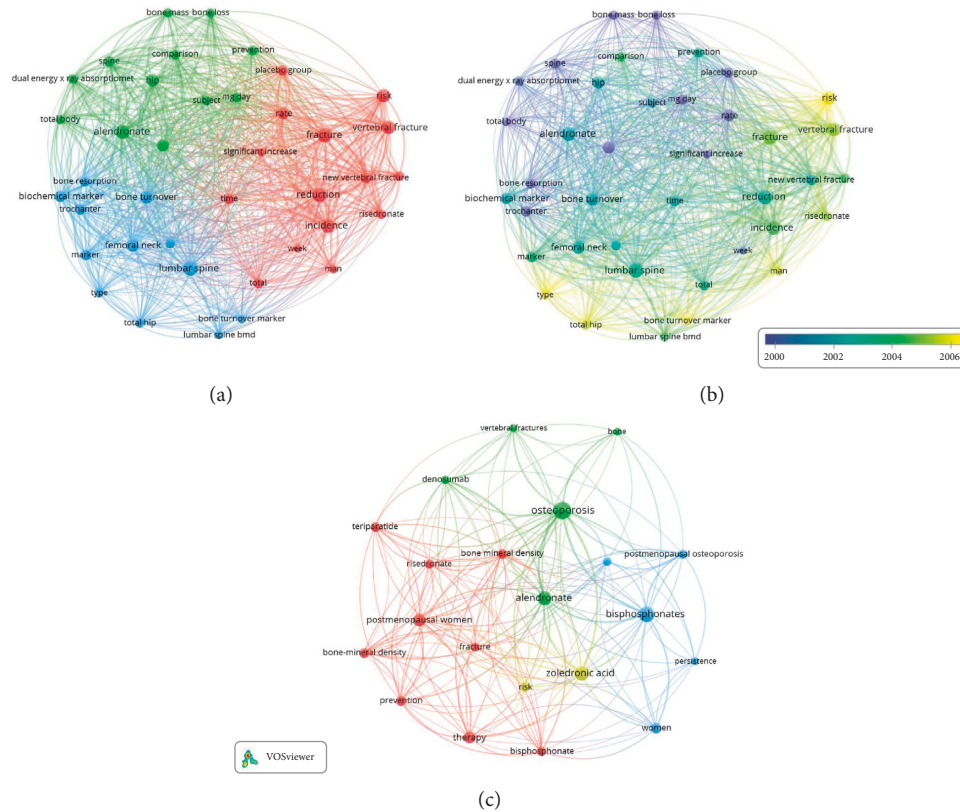 bone mass
bone loss
spine
comparison
prevention
placebo group
dual energy x ray absorptiomet
hip
risk
subject
mg day
rate
total body
alendronate
fracture
vertebral fracture
significant increase
bone resorption
new vertebral fracture
biochemical marker
bone turnover
time
reduction
trochanter
risedronate
incidence
femoral neck
week
marker
lumbar spine
man
total
type
total hip
bone turnover marker
lumbar spine bmd
(a)
bone mass
bone loss
spine
comparison
prevention
placebo group
dual energy x ray absorptiomet
hip
risk
subject
mg day
rate
total body
alendronate
fracture
vertebral fracture
significant increase
bone resorption
new vertebral fracture
biochemical marker
bone turnover
time
reduction
trochanter
risedronate
incidence
femoral neck
week
marker
lumbar spine
man
total
type
total hip
bone turnover marker
lumbar spine bmd
2000 2002 2004 2006
(b)
vertebral fractures
bone
denosumab
osteoporosis
teriparatide
bone mineral density
postmenopausal osteoporosis
risedronate
alendronate
bisphosphonates
postmenopausal women
fracture
bone-mineral density
persistence
zoledronic acid
risk
prevention
women
therapy
bisphosphonate
VOSviewer
(c)